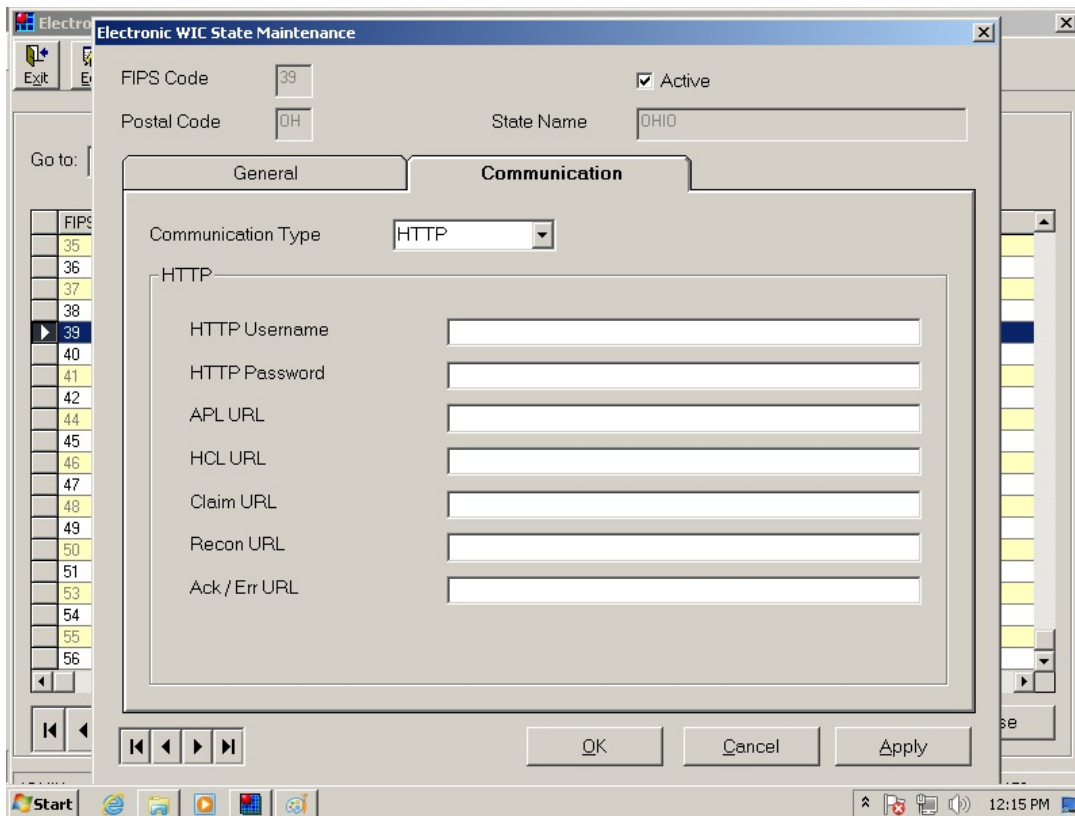 Electro
Electronic WIC State Maintenance
Exit
FIPS Code 39
Active
Postal Code OH
State Name OHIO
Go to:
General
Communication
FIPS
35
36
37
38
39
40
41
42
44
45
46
47
48
49
50
51
53
54
55
56
Communication Type HTTP
HTTP
HTTP Username
HTTP Password
APL URL
HCL URL
Claim URL
Recon URL
Ack / Err URL
OK
Cancel
Apply
se
Start
12:15 PM